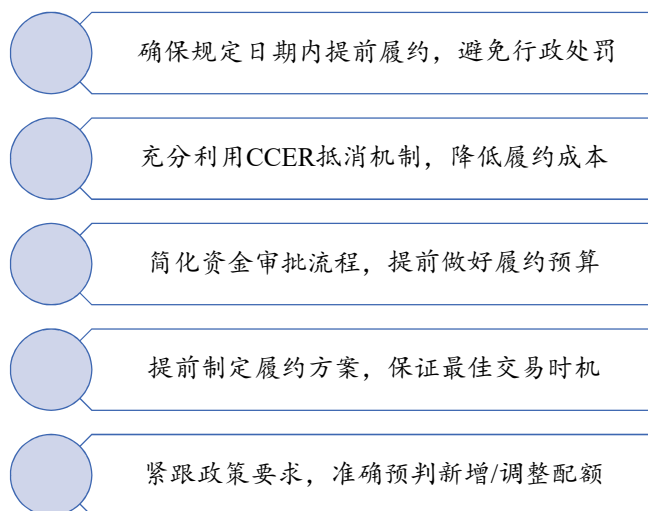 确保规定日期内提前履约，避免行政处罚
充分利用CCER抵消机制，降低履约成本
简化资金审批流程，提前做好履约预算
提前制定履约方案，保证最佳交易时机
紧跟政策要求，准确预判新增/调整配额